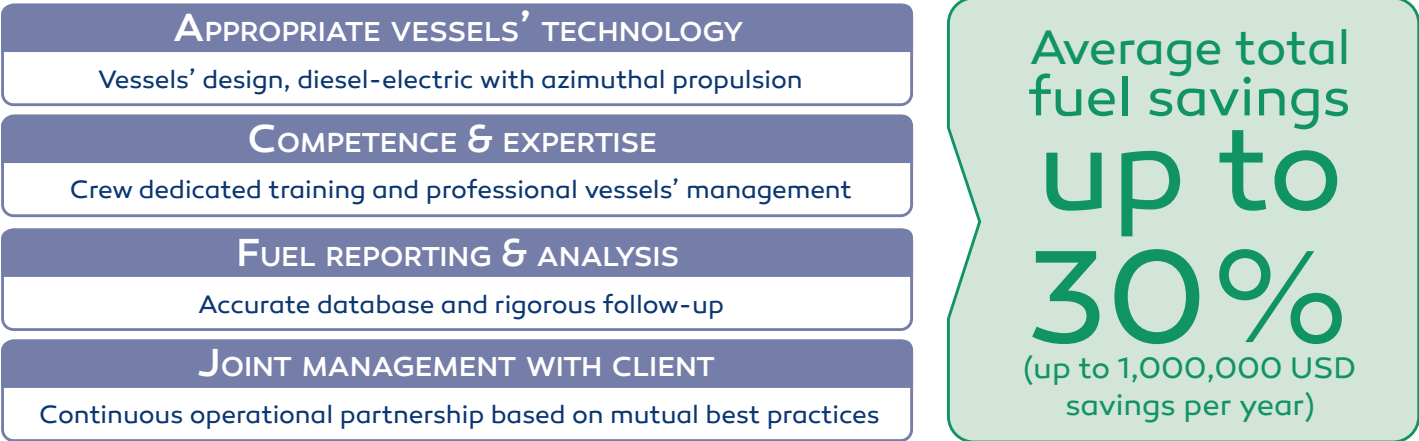 Appropriate vessels’ technology
Vessels’ design, diesel-electric with azimuthal propulsion
Competence & expertise
Crew dedicated training and professional vessels’ management
Fuel reporting & analysis
Accurate database and rigorous follow-up
Joint management with client
Continuous operational partnership based on mutual best practices
Average total
fuel savings
up to
30%
(up to 1,000,000 USD
savings per year)